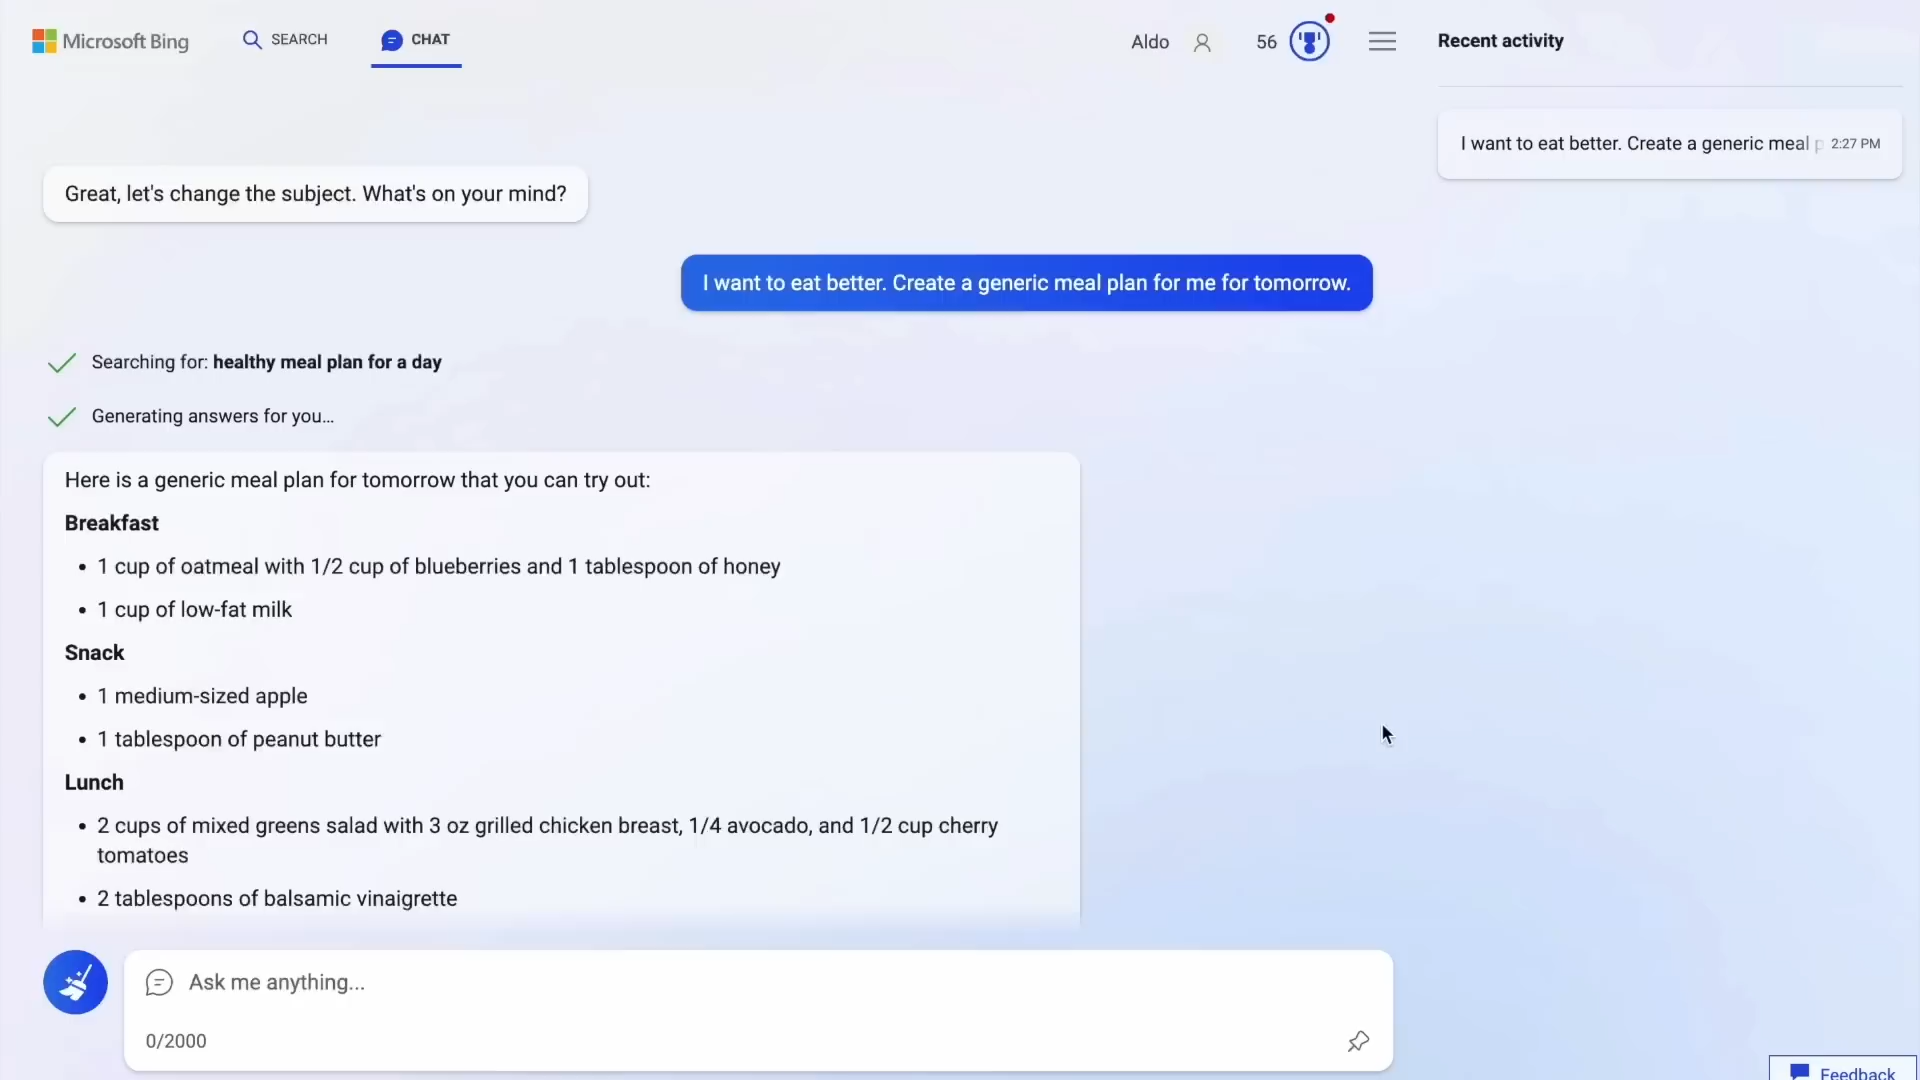 Microsoft Bing
SEARCH
CHAT
Aldo
56
Recent activity
I want to eat better. Create a generic meal p 2:27 PM
Great, let's change the subject. What's on your mind?
I want to eat better. Create a generic meal plan for me for tomorrow.
Searching for: healthy meal plan for a day
Generating answers for you…
Here is a generic meal plan for tomorrow that you can try out:
Breakfast
• 1 cup of oatmeal with 1/2 cup of blueberries and 1 tablespoon of honey
• 1 cup of low-fat milk
Snack
• 1 medium-sized apple
• 1 tablespoon of peanut butter
Lunch
• 2 cups of mixed greens salad with 3 oz grilled chicken breast, 1/4 avocado, and 1/2 cup cherry
tomatoes
• 2 tablespoons of balsamic vinaigrette
Ask me anything...
0/2000
Feedback